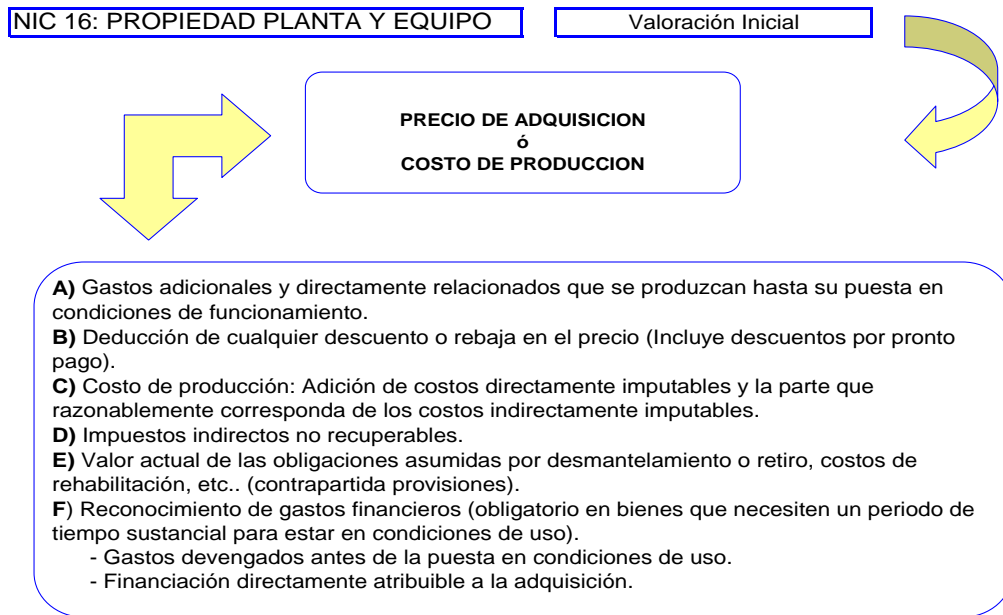 NIC 16: PROPIEDAD PLANTA Y EQUIPO
Valoración Inicial
PRECIO DE ADQUISICION
ó
COSTO DE PRODUCCION
A) Gastos adicionales y directamente relacionados que se produzcan hasta su puesta en
condiciones de funcionamiento.
B) Deducción de cualquier descuento o rebaja en el precio (Incluye descuentos por pronto
pago).
C) Costo de producción: Adición de costos directamente imputables y la parte que
razonablemente corresponda de los costos indirectamente imputables.
D) Impuestos indirectos no recuperables.
E) Valor actual de las obligaciones asumidas por desmantelamiento o retiro, costos de
rehabilitación, etc.. (contrapartida provisiones).
F) Reconocimiento de gastos financieros (obligatorio en bienes que necesiten un periodo de
tiempo sustancial para estar en condiciones de uso).
- Gastos devengados antes de la puesta en condiciones de uso.
- Financiación directamente atribuible a la adquisición.